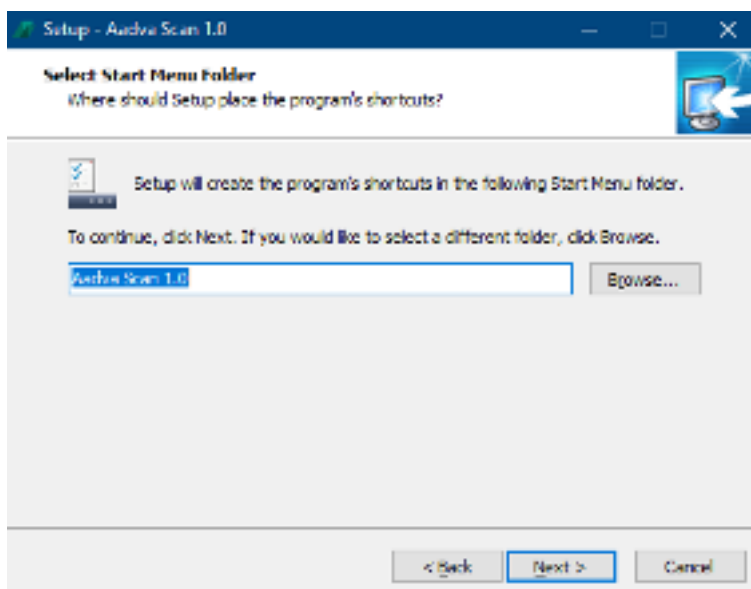 Setup - Aadva Scan 1.0
Select Start Menu Folder
Where should Setup place the program's shortcuts?
Setup will create the program's shortcuts in the following Start Menu folder.
To continue, click Next. If you would like to select a different folder, click Browse.
Aadva Scan 1.0
Browse...
< Back
Next >
Cancel